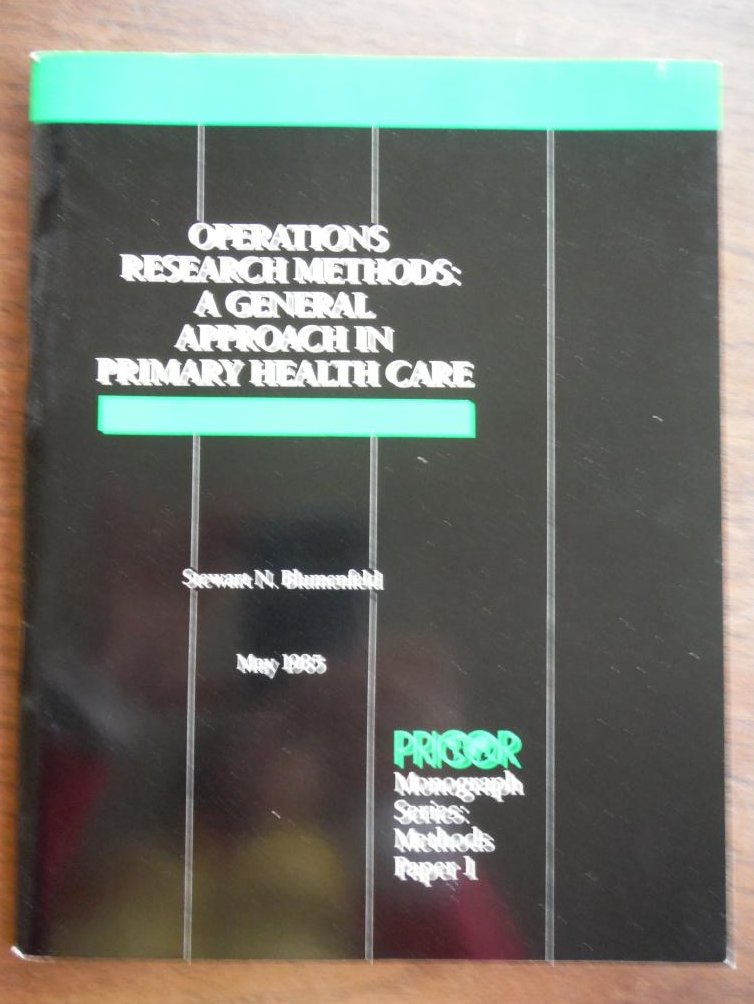 OPERATIONS
RESEARCH METHODS:
A GENERAL
APPROACH IN
PRIMARY HEALTH CARE
Stewart N. Blumenfeld
May 1985
PRICOR
Monograph
Series:
Methods
Paper 1